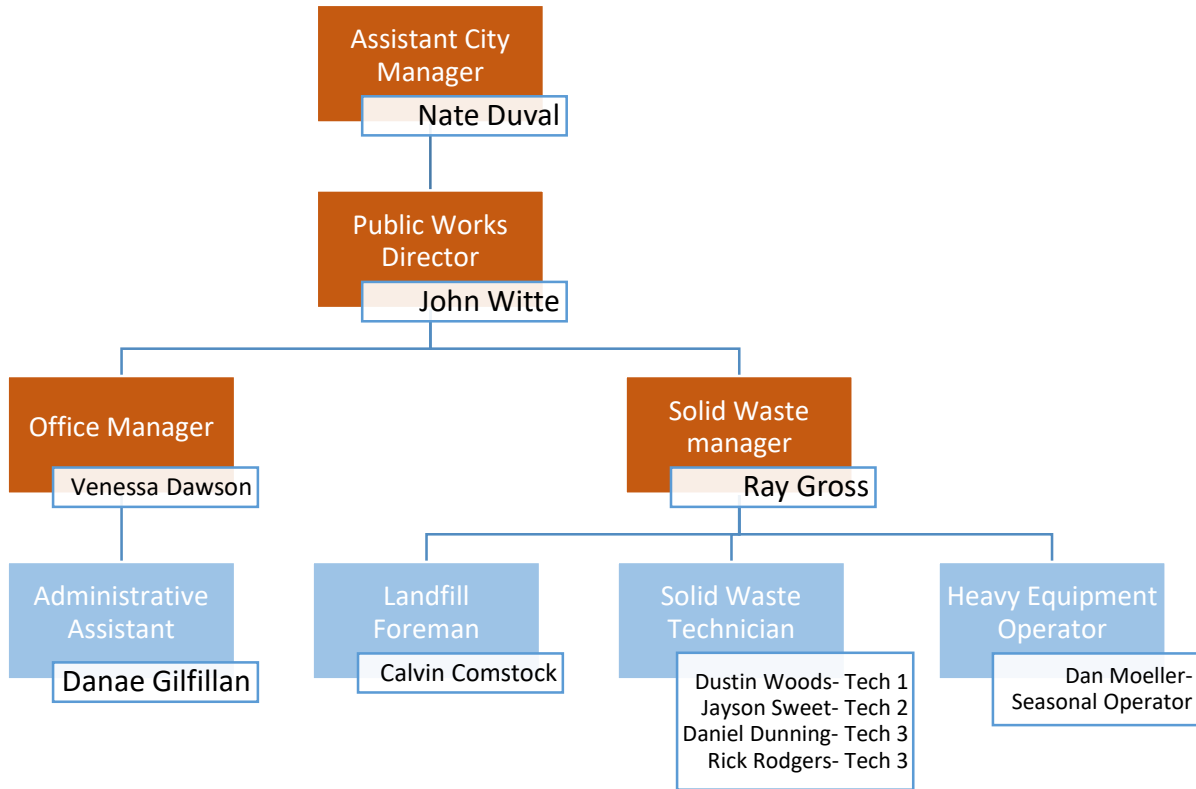 Assistant City
Manager
Nate Duval
Public Works
Director
John Witte
Office Manager
Venessa Dawson
Solid Waste
manager
Ray Gross
Administrative
Assistant
Danae Gilfillan
Landfill
Foreman
Calvin Comstock
Solid Waste
Technician
Dustin Woods- Tech 1
Jayson Sweet- Tech 2
Daniel Dunning- Tech 3
Rick Rodgers- Tech 3
Heavy Equipment
Operator
Dan Moeller-
Seasonal Operator